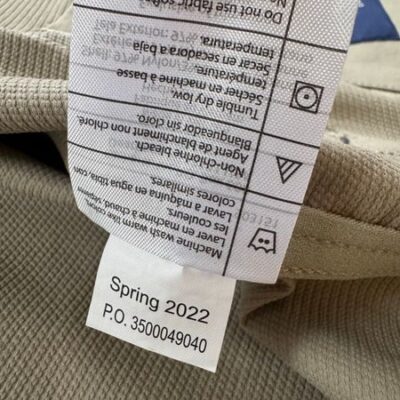 Machine wash warm like colors.
Laver en machine à chaud, séparer
les couleurs.
Lavar a máquina en agua tibia, con
colores similares.
Non-chlorine bleach.
Agent de blanchiment non chloré.
Blanqueador sin cloro.
Tumble dry low.
Sécher en machine à basse
température.
Secar en secadora a baja
temperatura.
Do not use fabric
Spring 2022
P.O. 3500049040